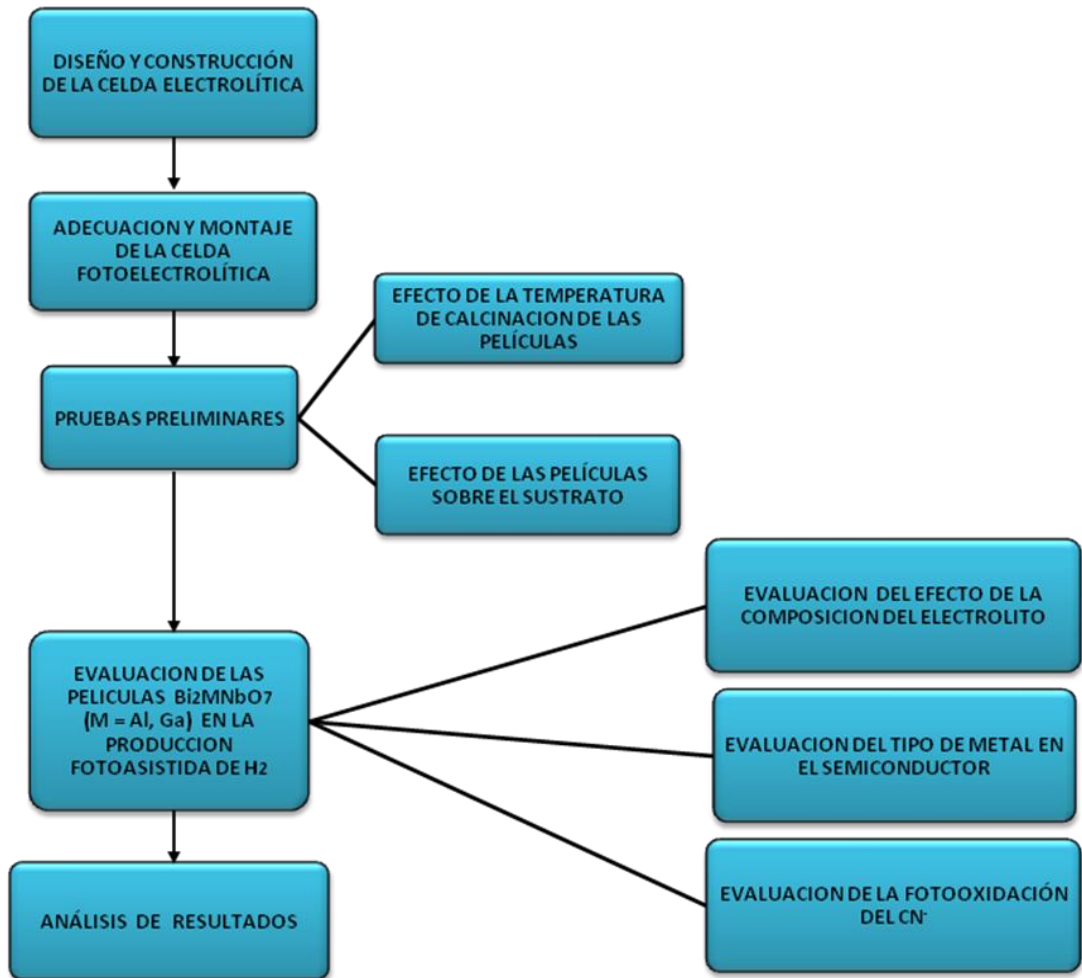 DISEÑO Y CONSTRUCCIÓN
DE LA CELDA ELECTROLÍTICA
ADECUACION Y MONTAJE
DE LA CELDA
FOTOELECTROLÍTICA
EFECTO DE LA TEMPERATURA
DE CALCINACION DE LAS
PELÍCULAS
PRUEBAS PRELIMINARES
EFECTO DE LAS PELÍCULAS
SOBRE EL SUSTRATO
EVALUACION DE LAS
PELICULAS Bi2MNbO7
(M = Al, Ga) EN LA
PRODUCCION
FOTOASISTIDA DE H2
EVALUACION DEL EFECTO DE LA
COMPOSICION DEL ELECTROLITO
EVALUACION DEL TIPO DE METAL EN
EL SEMICONDUCTOR
EVALUACION DE LA FOTOOXIDACIÓN
DEL CN-
ANÁLISIS DE RESULTADOS